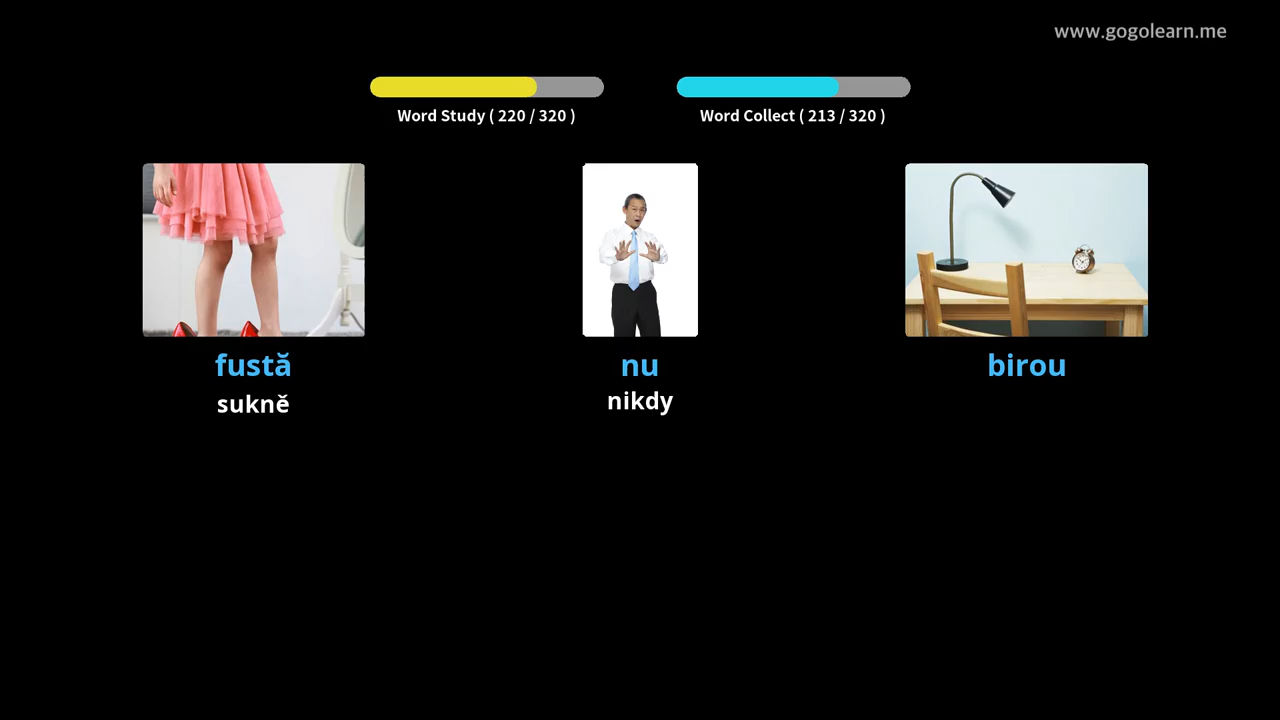 www.gogolearn.me
Word Study ( 220 / 320 )
Word Collect ( 213 / 320 )
fustă
nu
birou
sukně
nikdy